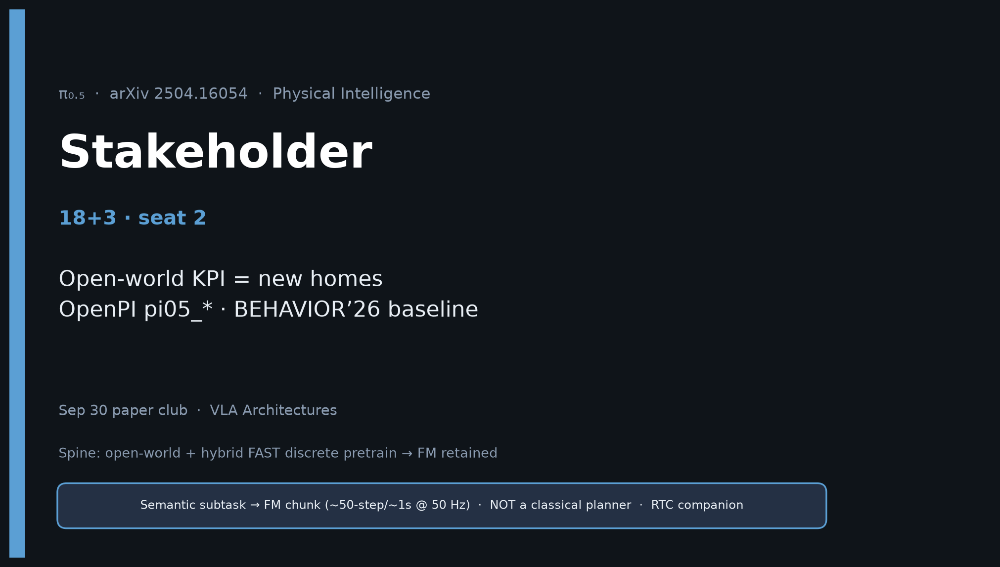 π₀.₅  ·  arXiv 2504.16054  ·  Physical Intelligence
Stakeholder
18+3 · seat 2
Open-world KPI = new homes
OpenPI pi05_* · BEHAVIOR’26 baseline
Sep 30 paper club  ·  VLA Architectures
Spine: open-world + hybrid FAST discrete pretrain → FM retained
Semantic subtask → FM chunk (~50-step/~1s @ 50 Hz)  ·  NOT a classical planner  ·  RTC companion